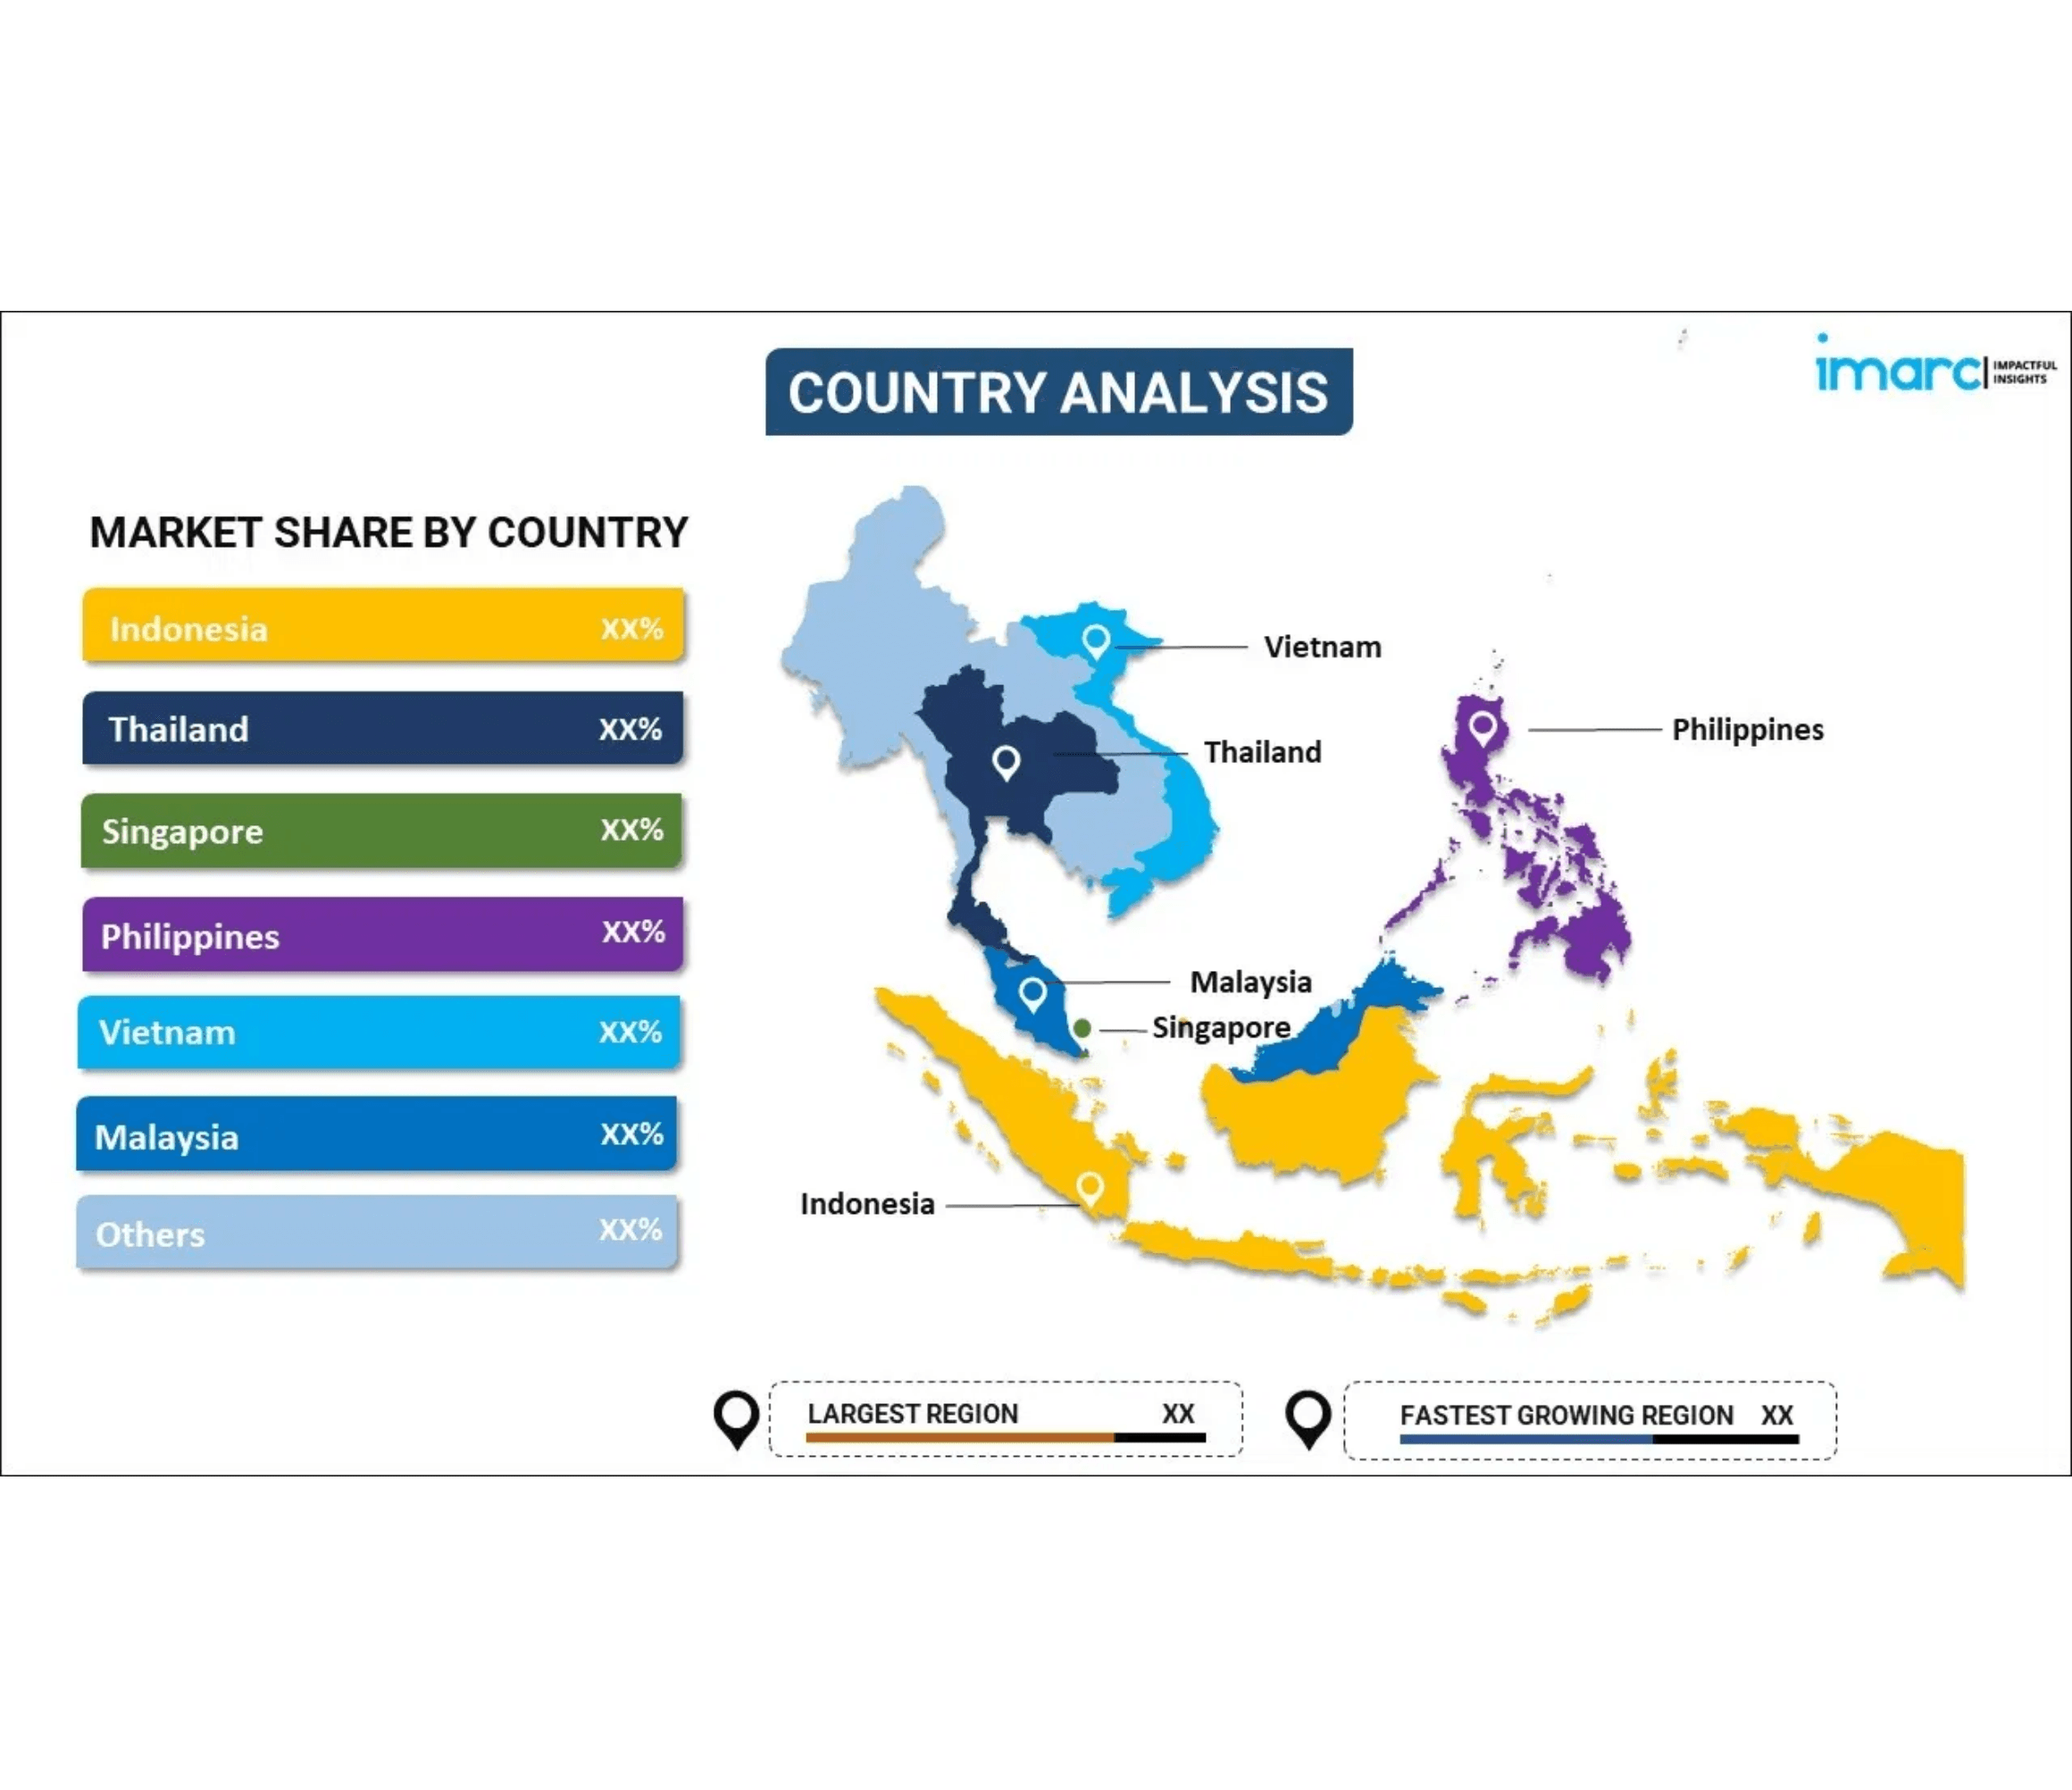 COUNTRY ANALYSIS
imarc
IMPACTFUL
INSIGHTS
MARKET SHARE BY COUNTRY
Indonesia XX%
Thailand XX%
Singapore XX%
Philippines XX%
Vietnam XX%
Malaysia XX%
Others XX%
Vietnam
Philippines
Thailand
Malaysia
Singapore
Indonesia
LARGEST REGION XX
FASTEST GROWING REGION XX